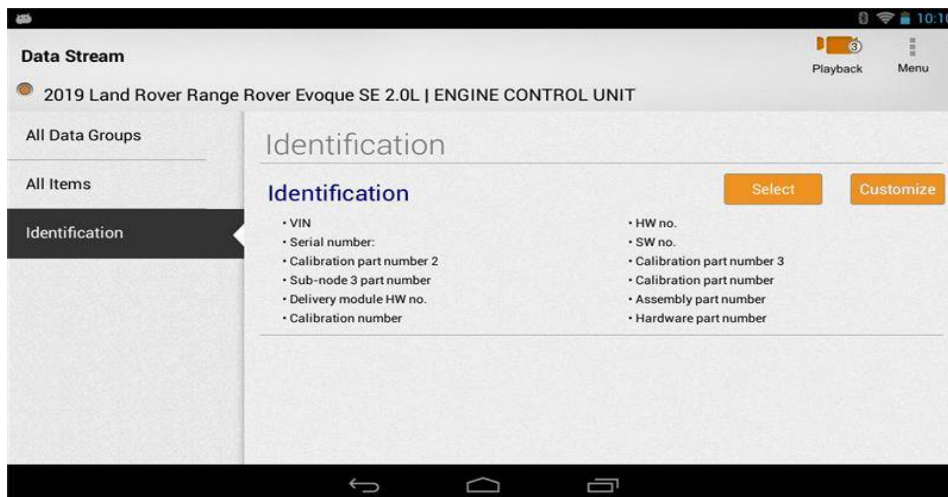 10:10
Data Stream
3
Playback
Menu
2019 Land Rover Range Rover Evoque SE 2.0L | ENGINE CONTROL UNIT
All Data Groups
All Items
Identification
Identification
Identification
Select
Customize
• VIN
• Serial number:
• Calibration part number 2
• Sub-node 3 part number
• Delivery module HW no.
• Calibration number
• HW no.
• SW no.
• Calibration part number 3
• Calibration part number
• Assembly part number
• Hardware part number